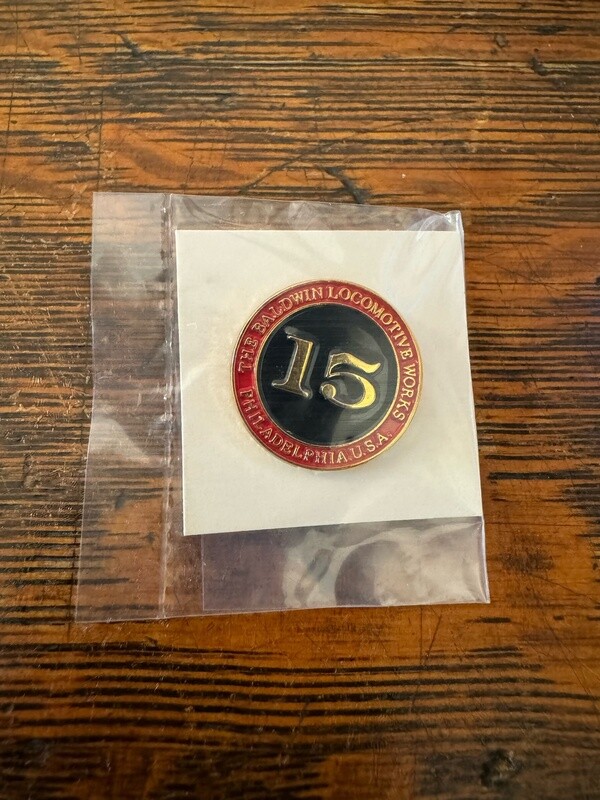 THE BALDWIN LOCOMOTIVE WORKS
15
PHILADELPHIA. U.S.A.